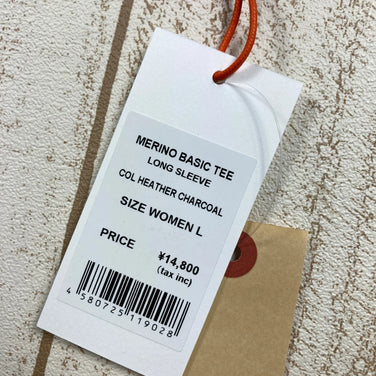 MERINO BASIC TEE
LONG SLEEVE
COL HEATHER CHARCOAL
SIZE WOMEN L
PRICE ¥14,800
(tax inc)
4 580725 119028